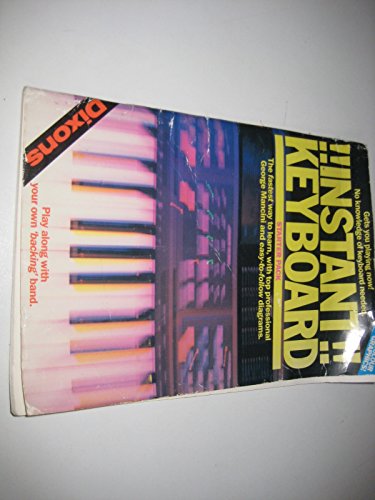 Gets you playing now!
No knowledge of keyboard needed
!!!INSTANT!!!
KEYBOARD
The fastest way to learn, with top professional
George Mancini and easy-to-follow diagrams.
Dixons
Play along with
your own 'backing' band.